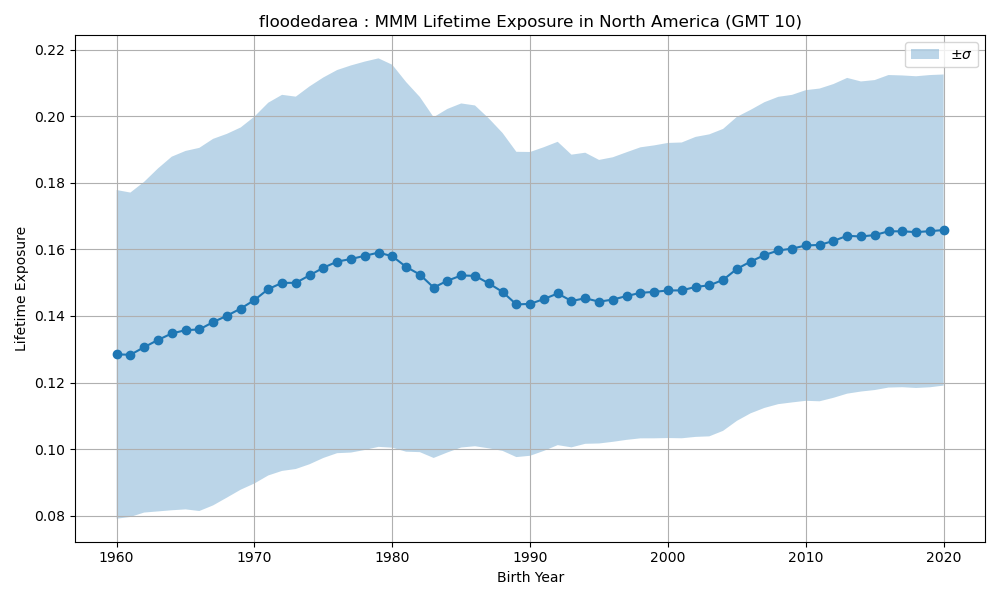 floodedarea : MMM Lifetime Exposure in North America (GMT 10)
±σ
0.22
0.20
0.18
0.16
0.14
0.12
0.10
0.08
Lifetime Exposure
1960 1970 1980 1990 2000 2010 2020
Birth Year